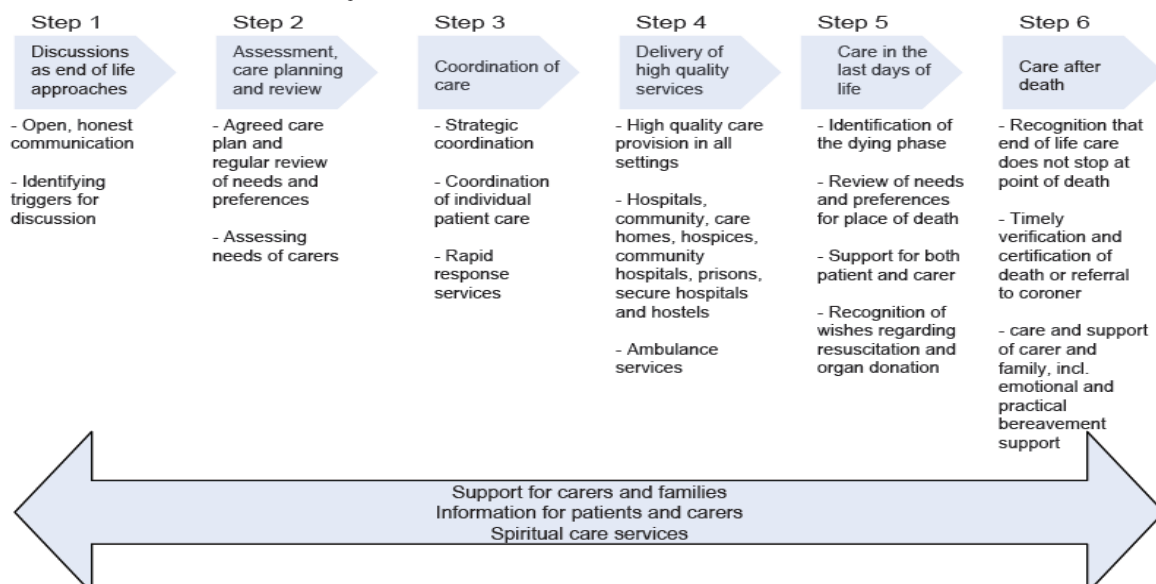 Step 1
Discussions
as end of life
approaches
- Open, honest
communication
- Identifying
triggers for
discussion
Step 2
Assessment,
care planning
and review
- Agreed care
plan and
regular review
of needs and
preferences
- Assessing
needs of carers
Step 3
Coordination of
care
- Strategic
coordination
- Coordination
of individual
patient care
- Rapid
response
services
Step 4
Delivery of
high quality
services
- High quality care
provision in all
settings
- Hospitals,
community, care
homes, hospices,
community
hospitals, prisons,
secure hospitals
and hostels
- Ambulance
services
Step 5
Care in the
last days of
life
- Identification of
the dying phase
- Review of needs
and preferences
for place of death
- Support for both
patient and carer
- Recognition of
wishes regarding
resuscitation and
organ donation
Step 6
Care after
death
- Recognition that
end of life care
does not stop at
point of death
- Timely
verification and
certification of
death or referral
to coroner
- care and support
of carer and
family, incl.
emotional and
practical
bereavement
support
Support for carers and families
Information for patients and carers
Spiritual care services